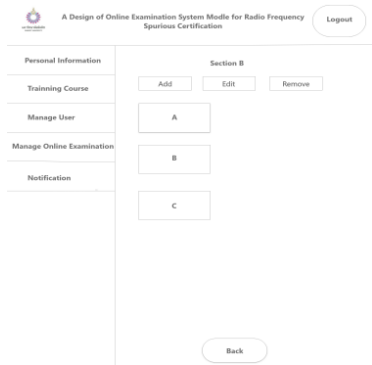 A Design of Online Examination System Modle for Radio Frequency
Spurious Certification
Logout
Personal Information
Trainning Course
Manage User
Manage Online Examination
Notification
Section B
Add
Edit
Remove
A
B
C
Back